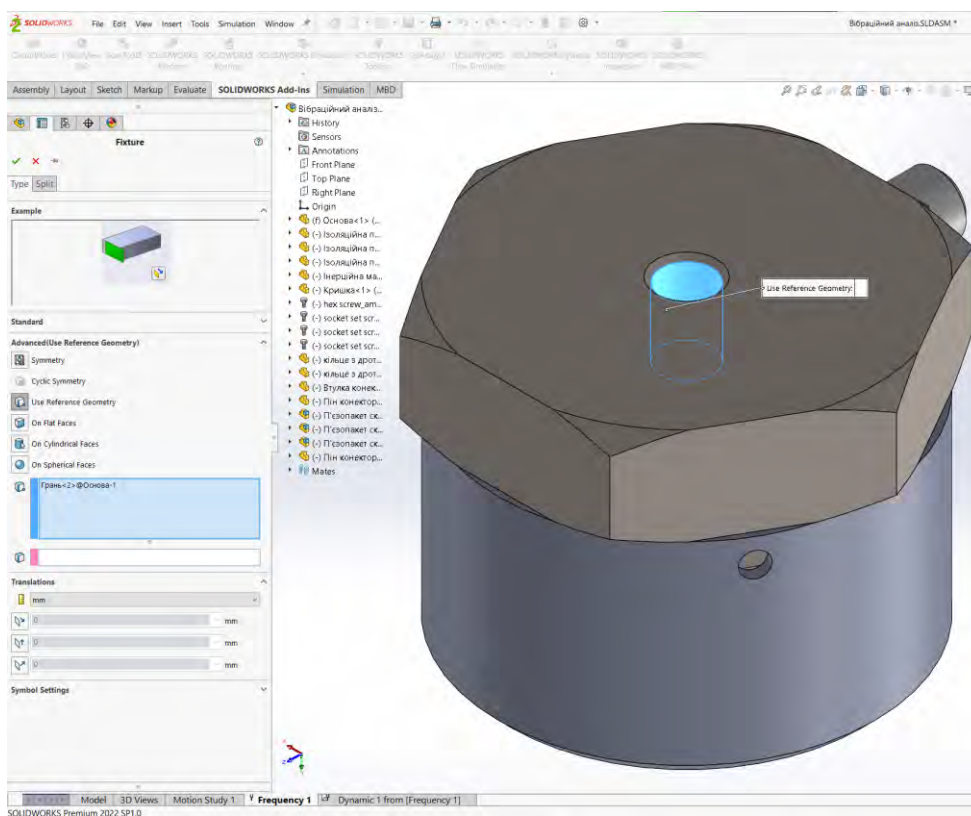 SOLIDWORKS File Edit View Insert Tools Simulation Window
Вібраційний аналіз.SLDASM *
Assembly Layout Sketch Markup Evaluate SOLIDWORKS Add-Ins Simulation MBD
Fixture
Type Split
Example
Standard
Advanced(Use Reference Geometry)
Symmetry
Cyclic Symmetry
Use Reference Geometry
On Flat Faces
On Cylindrical Faces
On Spherical Faces
Грань<2>@Основа-1
Translations
mm
0 mm
0 mm
0 mm
Symbol Settings
Вібраційний аналіз...
History
Sensors
Annotations
Front Plane
Top Plane
Right Plane
Origin
(f) Основа<1> (...
(-) Ізоляційна п...
(-) Ізоляційна п...
(-) Ізоляційна п...
(-) Інерційна ма...
(-) Кришка<1> (...
(-) hex screw_am...
(-) socket set scr...
(-) socket set scr...
(-) socket set scr...
(-) кільце з дрот...
(-) кільце з дрот...
(-) Втулка конек...
(-) Пін конектор...
(-) П'єзопакет ск...
(-) П'єзопакет ск...
(-) П'єзопакет ск...
(-) Пін конектор...
Mates
Use Reference Geometry:
Model 3D Views Motion Study 1 Frequency 1 Dynamic 1 from [Frequency 1]
SOLIDWORKS Premium 2022 SP1.0